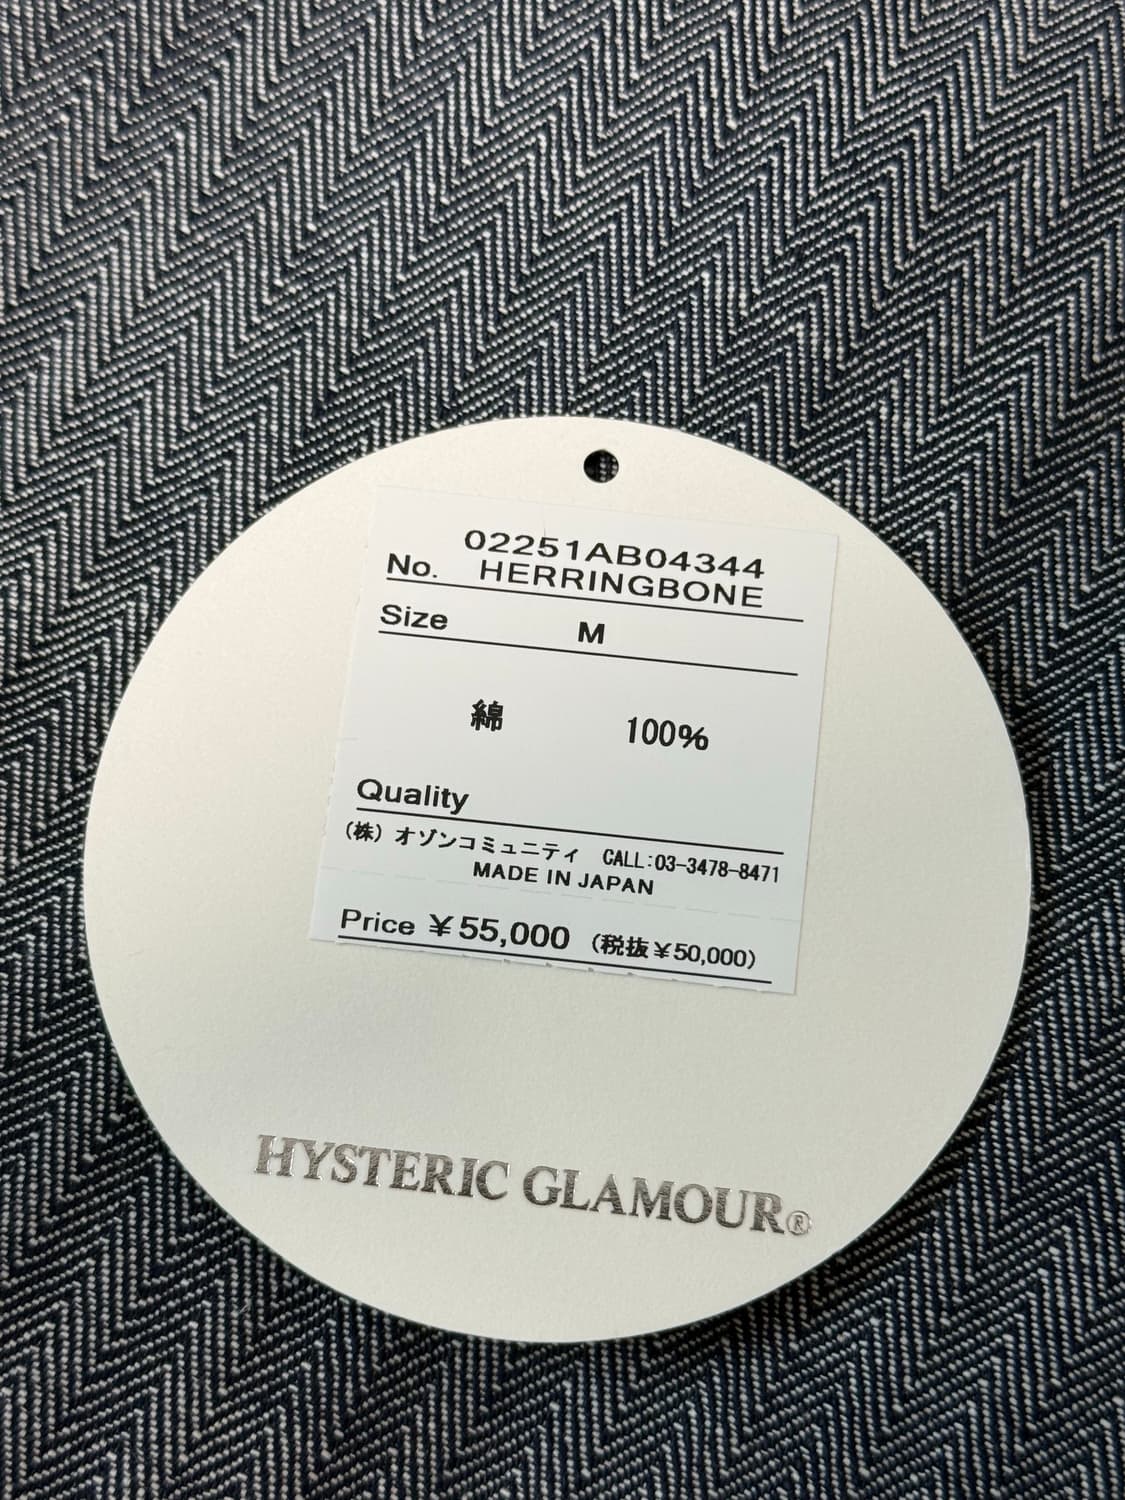 02251AB04344
No. HERRINGBONE
Size M
綿 100%
Quality
(株) オゾンコミュニティ CALL:03-3478-8471
MADE IN JAPAN
Price ¥55,000 (税抜¥50,000)
HYSTERIC GLAMOUR®